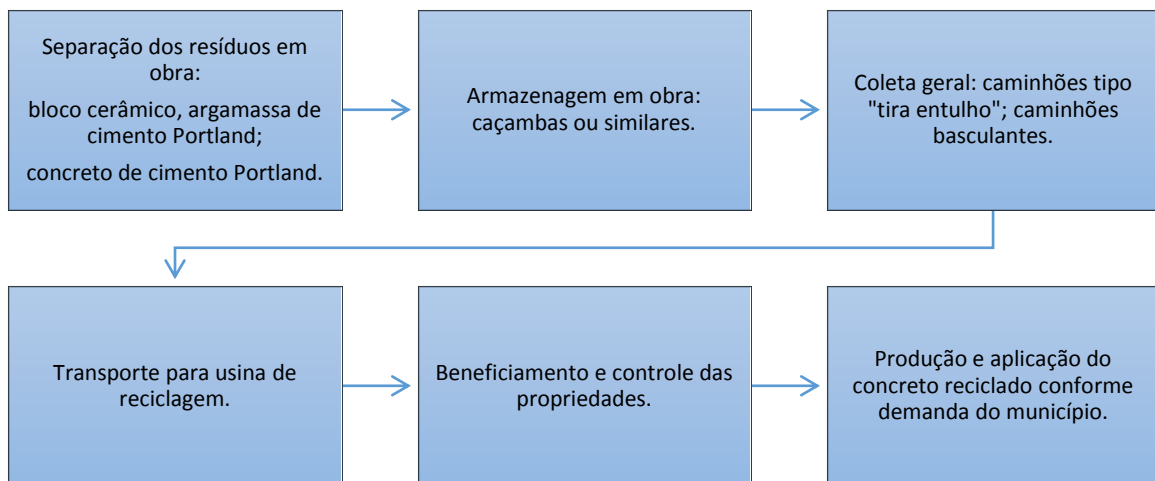 Separação dos resíduos em
obra:
bloco cerâmico, argamassa de
cimento Portland;
concreto de cimento Portland.
Armazenagem em obra:
caçambas ou similares.
Coleta geral: caminhões tipo
"tira entulho"; caminhões
basculantes.
Transporte para usina de
reciclagem.
Beneficiamento e controle das
propriedades.
Produção e aplicação do
concreto reciclado conforme
demanda do município.